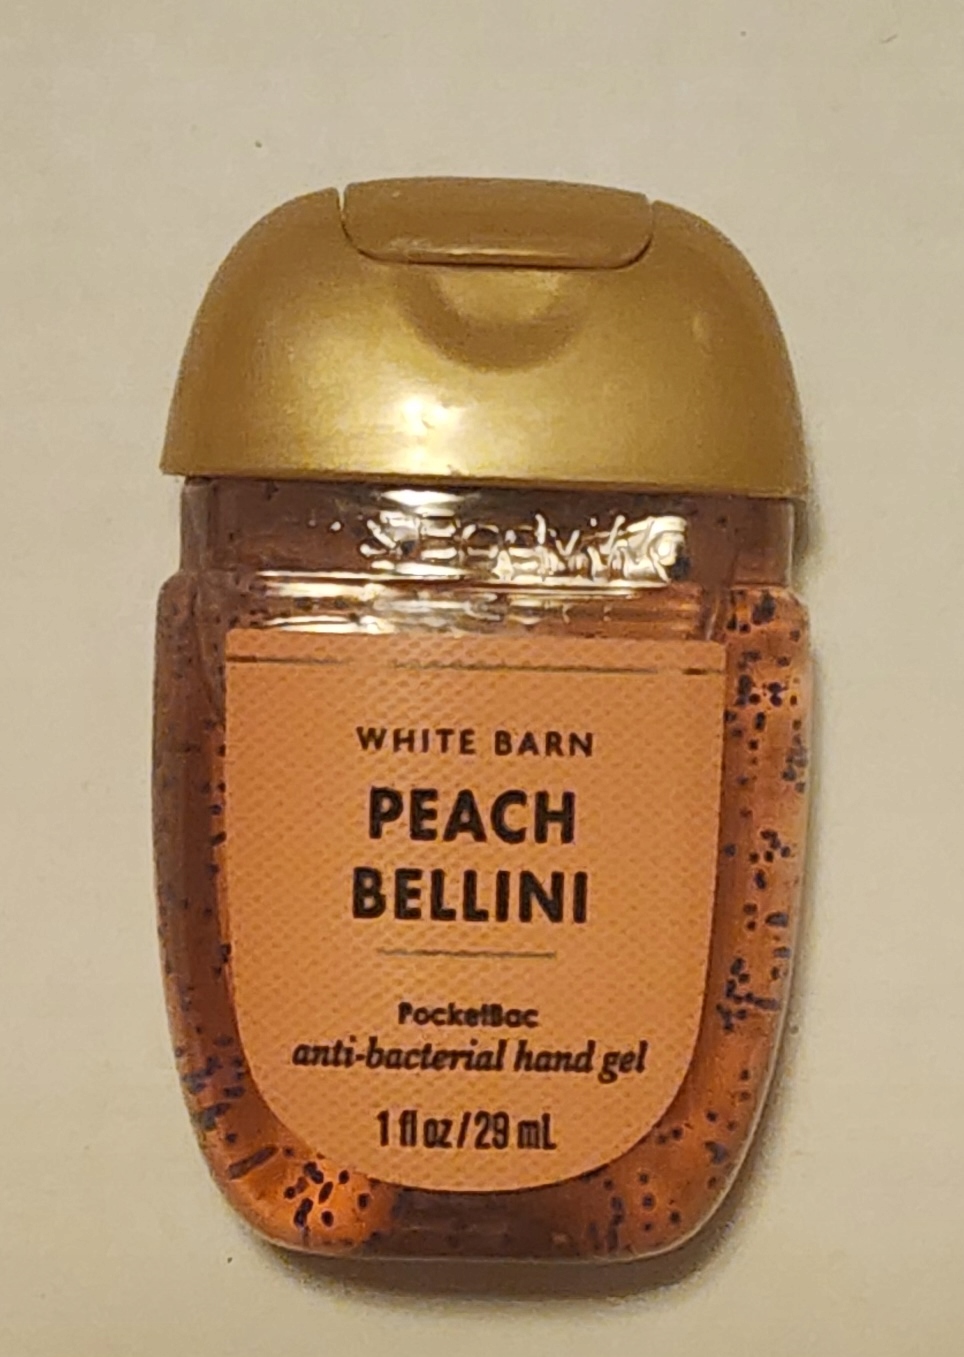 WHITE BARN
PEACH
BELLINI
PocketBac
anti-bacterial hand gel
1 fl oz / 29 mL